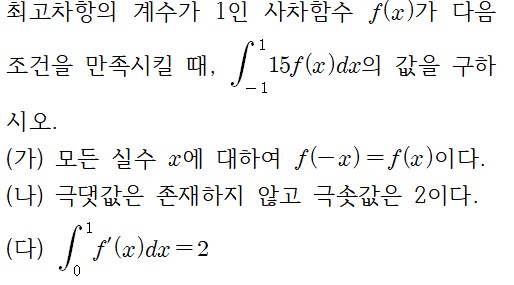 최고차항의 계수가 1인 사차함수 f(x)가 다음
조건을 만족시킬 때, ∫_{-1}^{1} 15f(x)dx의 값을 구하
시오.
(가) 모든 실수 x에 대하여 f(-x)=f(x)이다.
(나) 극댓값은 존재하지 않고 극솟값은 2이다.
(다) ∫_{0}^{1} f′(x)dx=2